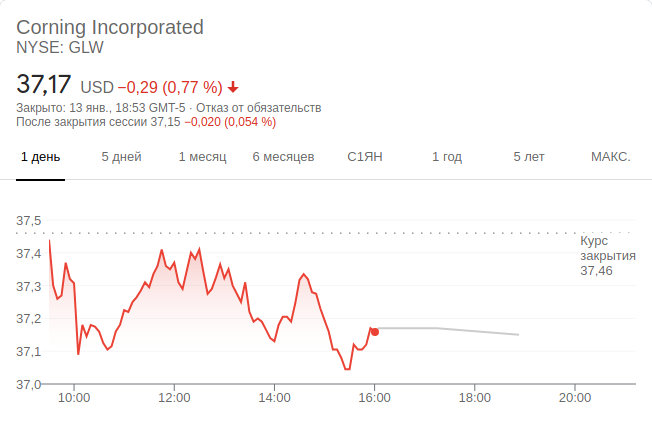 Corning Incorporated
NYSE: GLW
37,17 USD −0,29 (0,77 %)
Закрыто: 13 янв., 18:53 GMT-5 · Отказ от обязательств
После закрытия сессии 37,15 −0,020 (0,054 %)
1 день 5 дней 1 месяц 6 месяцев С1ЯН 1 год 5 лет МАКС.
37,5
Курс
закрытия
37,46
37,4
37,3
37,2
37,1
37,0
10:00 12:00 14:00 16:00 18:00 20:00